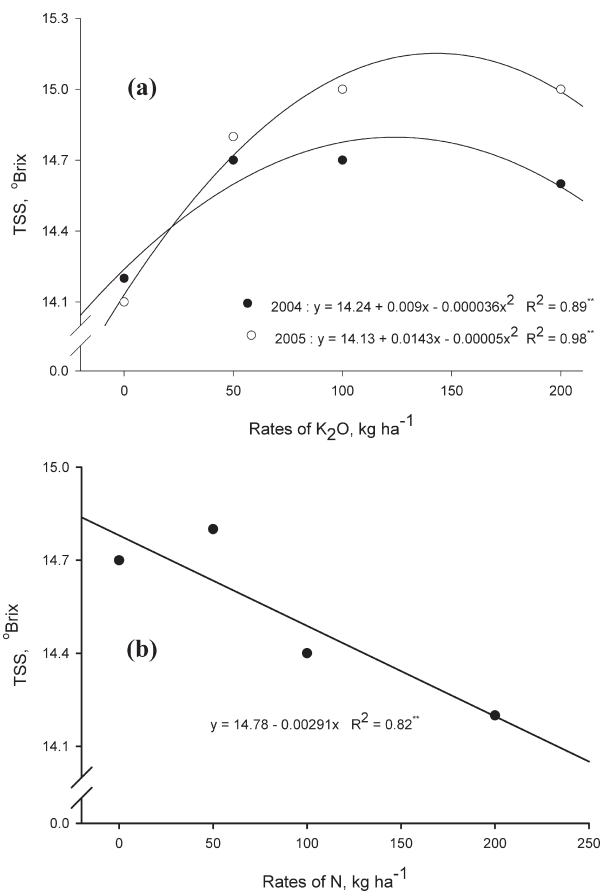 15.3
(a)
15.0
14.7
14.4
14.1
0.0
TSS, °Brix
2004 : y = 14.24 + 0.009x - 0.000036x² R² = 0.89**
2005 : y = 14.13 + 0.0143x - 0.00005x² R² = 0.98**
0 50 100 150 200
Rates of K₂O, kg ha⁻¹
15.0
14.7
14.4
14.1
0.0
TSS, °Brix
(b)
y = 14.78 - 0.00291x R² = 0.82**
0 50 100 150 200 250
Rates of N, kg ha⁻¹